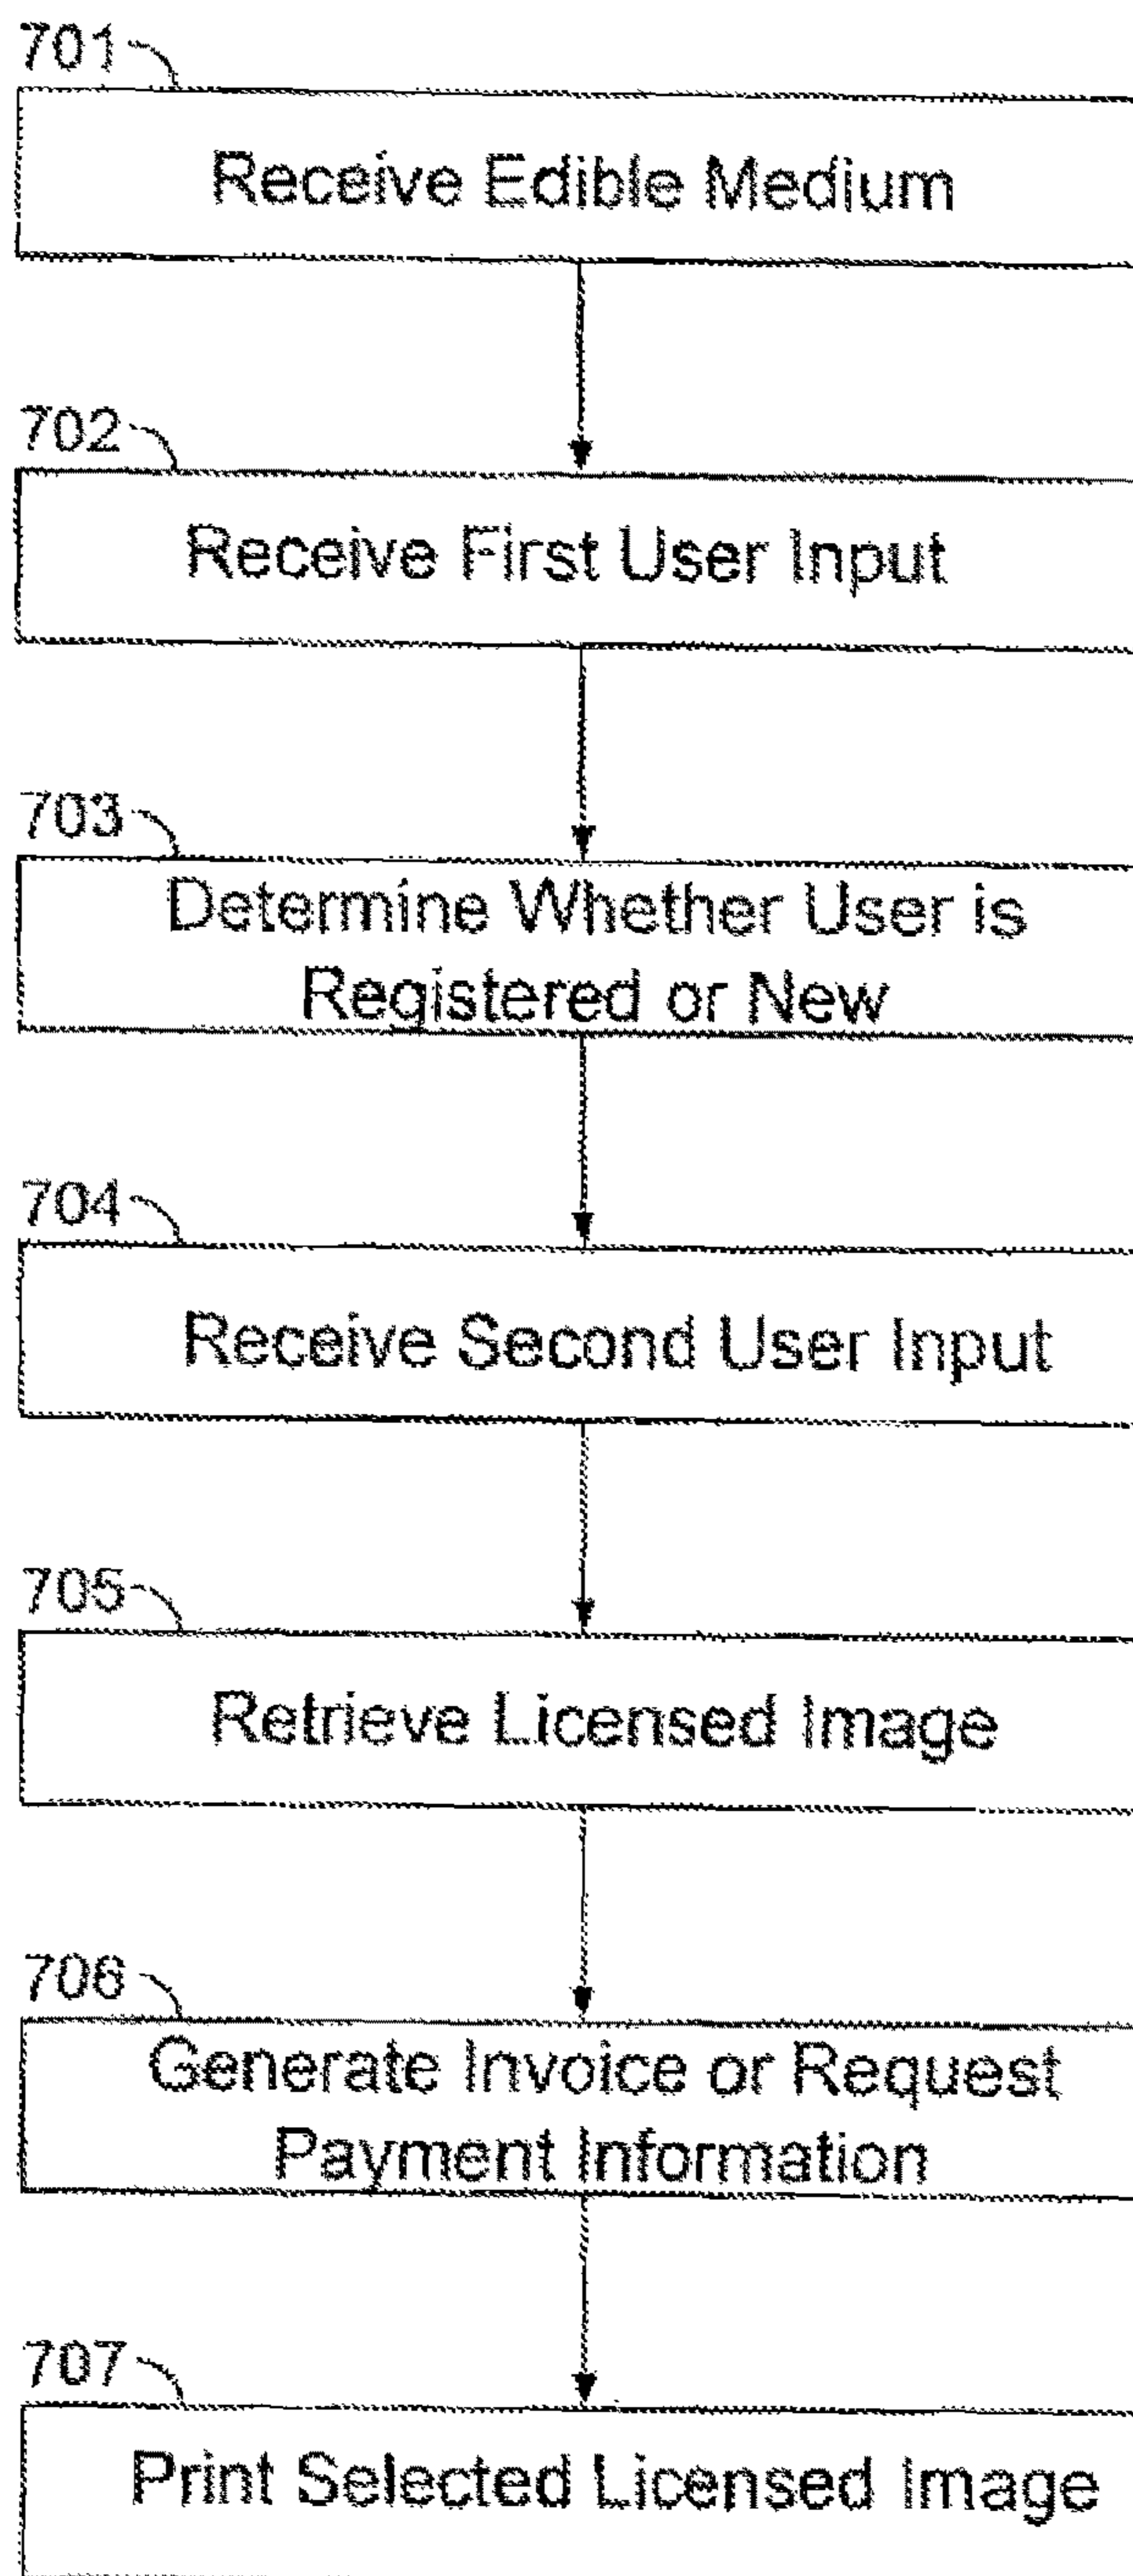 701
Receive Edible Medium
702
Receive First User Input
703
Determine Whether User is
Registered or New
704
Receive Second User Input
705
Retrieve Licensed Image
706
Generate Invoice or Request
Payment Information
707
Print Selected Licensed Image